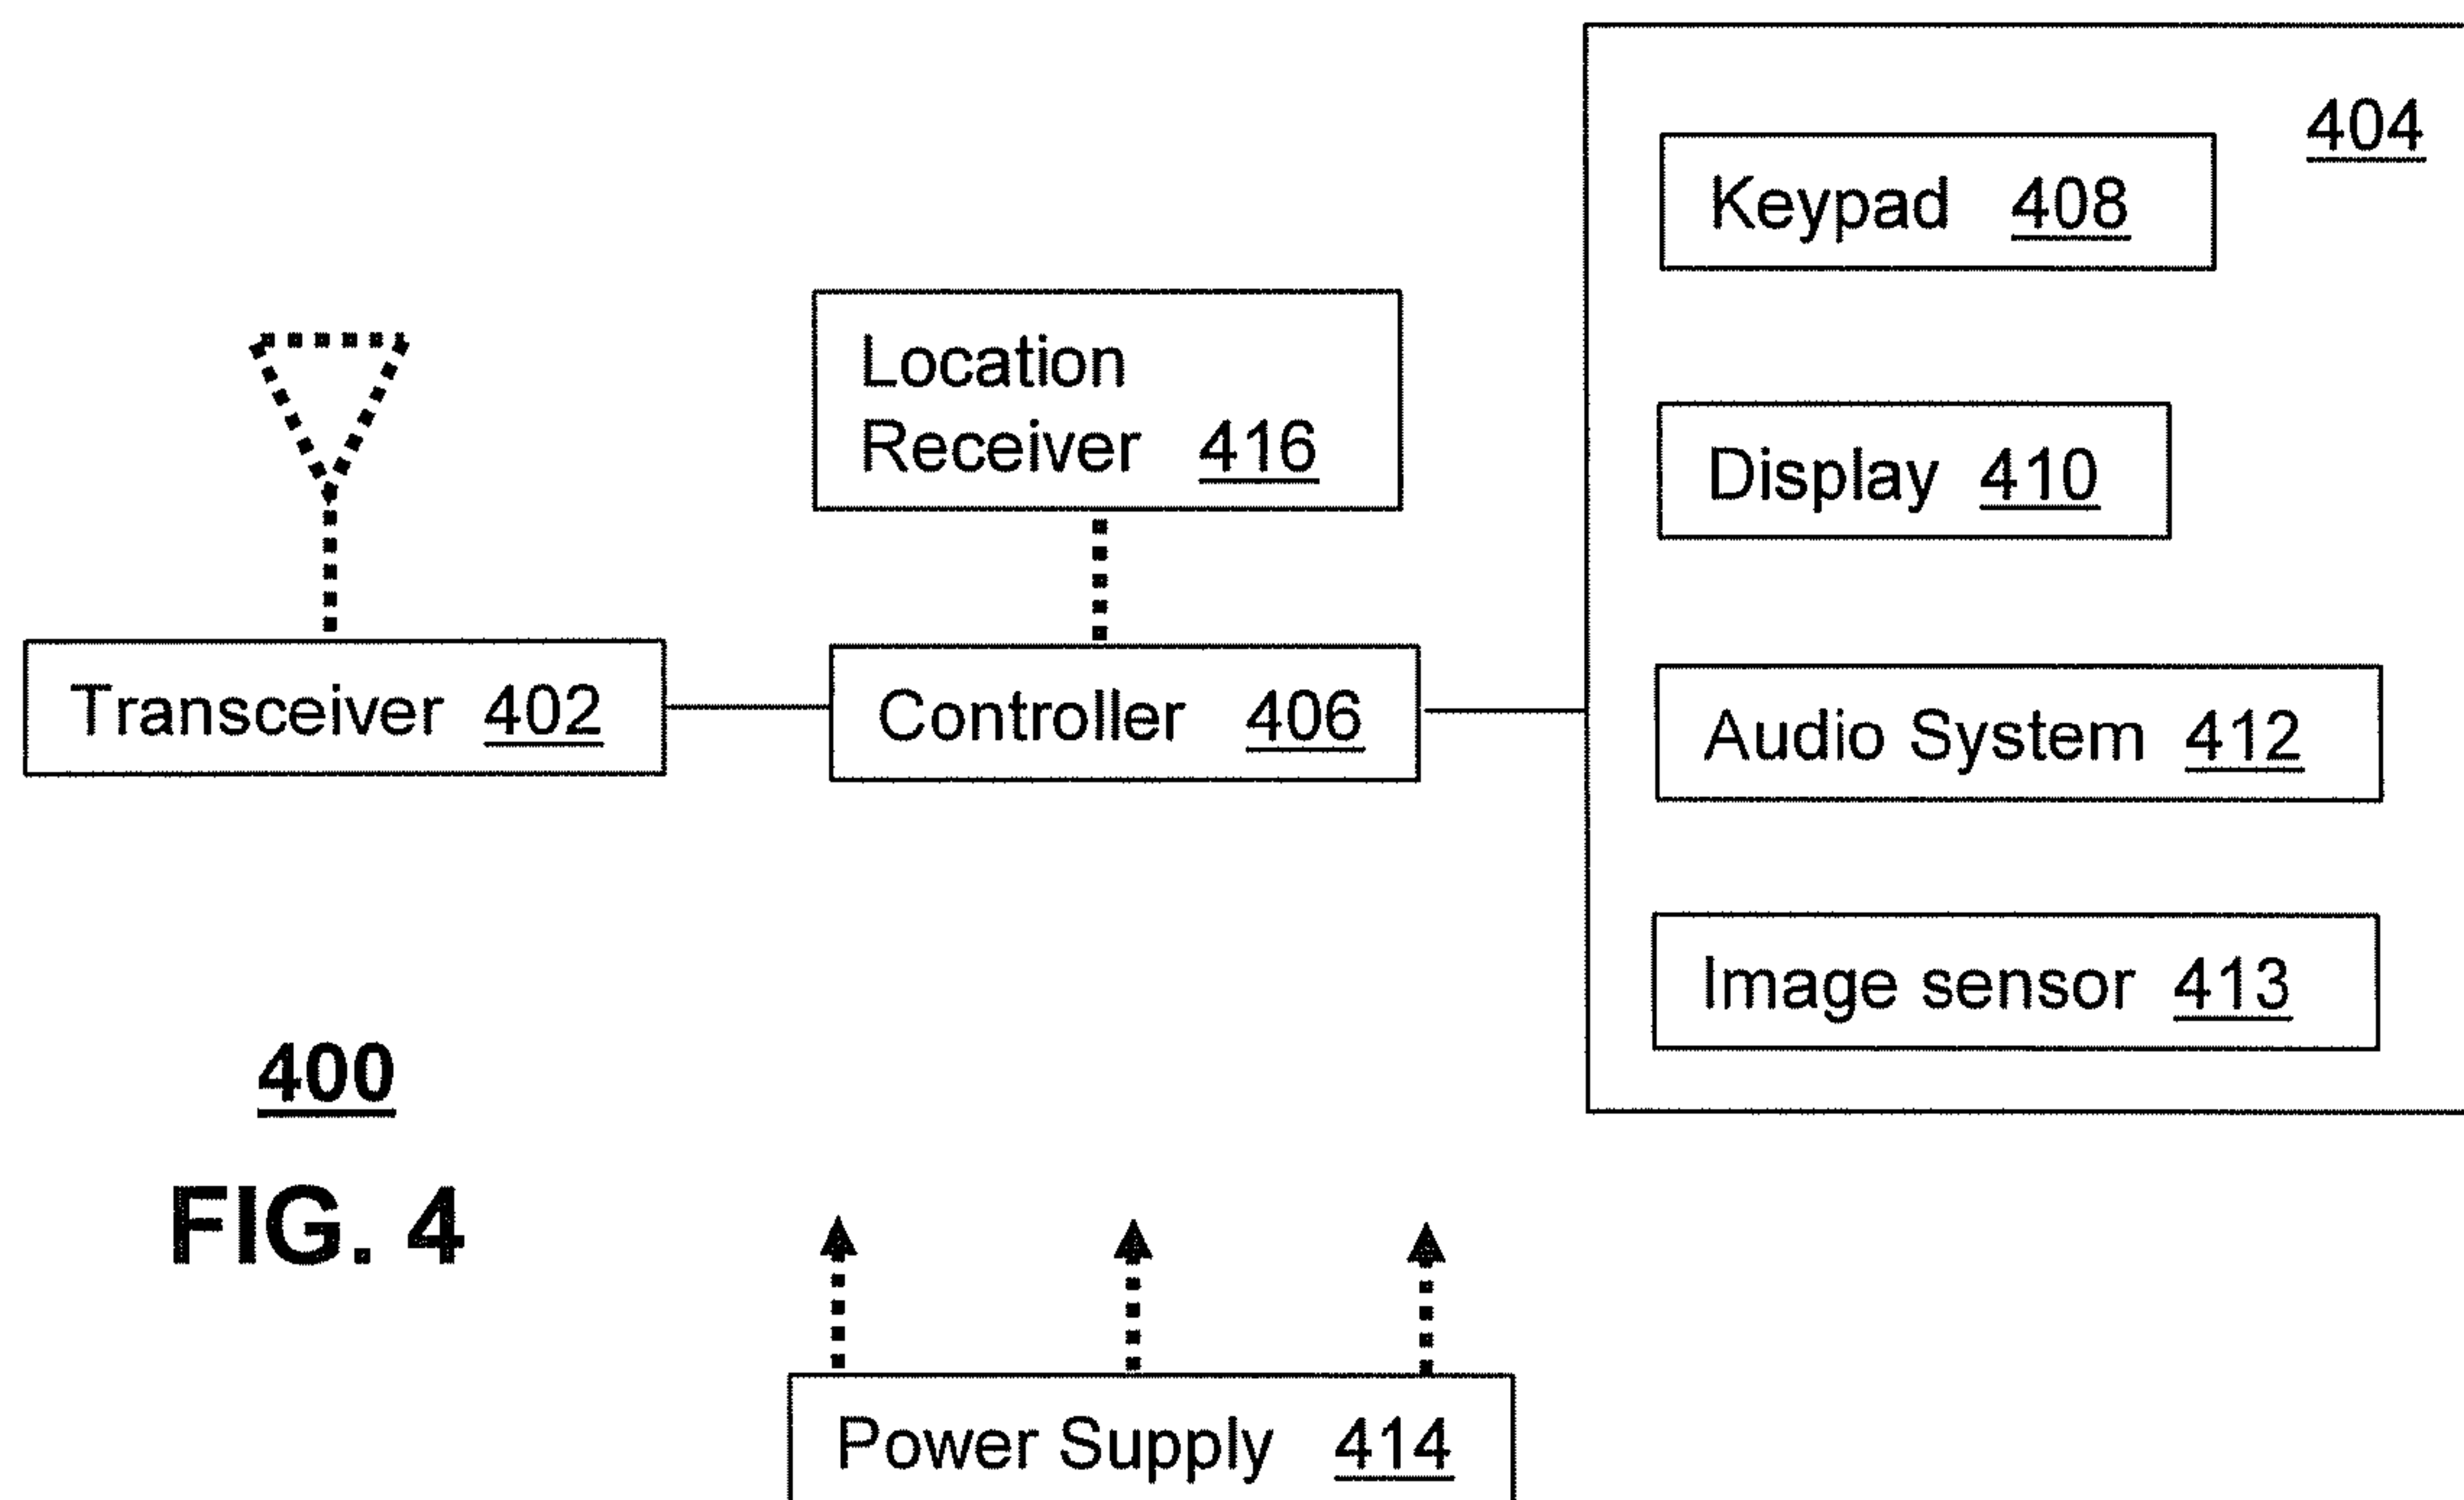 404
Keypad 408
Location
Receiver 416
Display 410
Transceiver 402
Controller 406
Audio System 412
Image sensor 413
400
FIG. 4
Power Supply 414